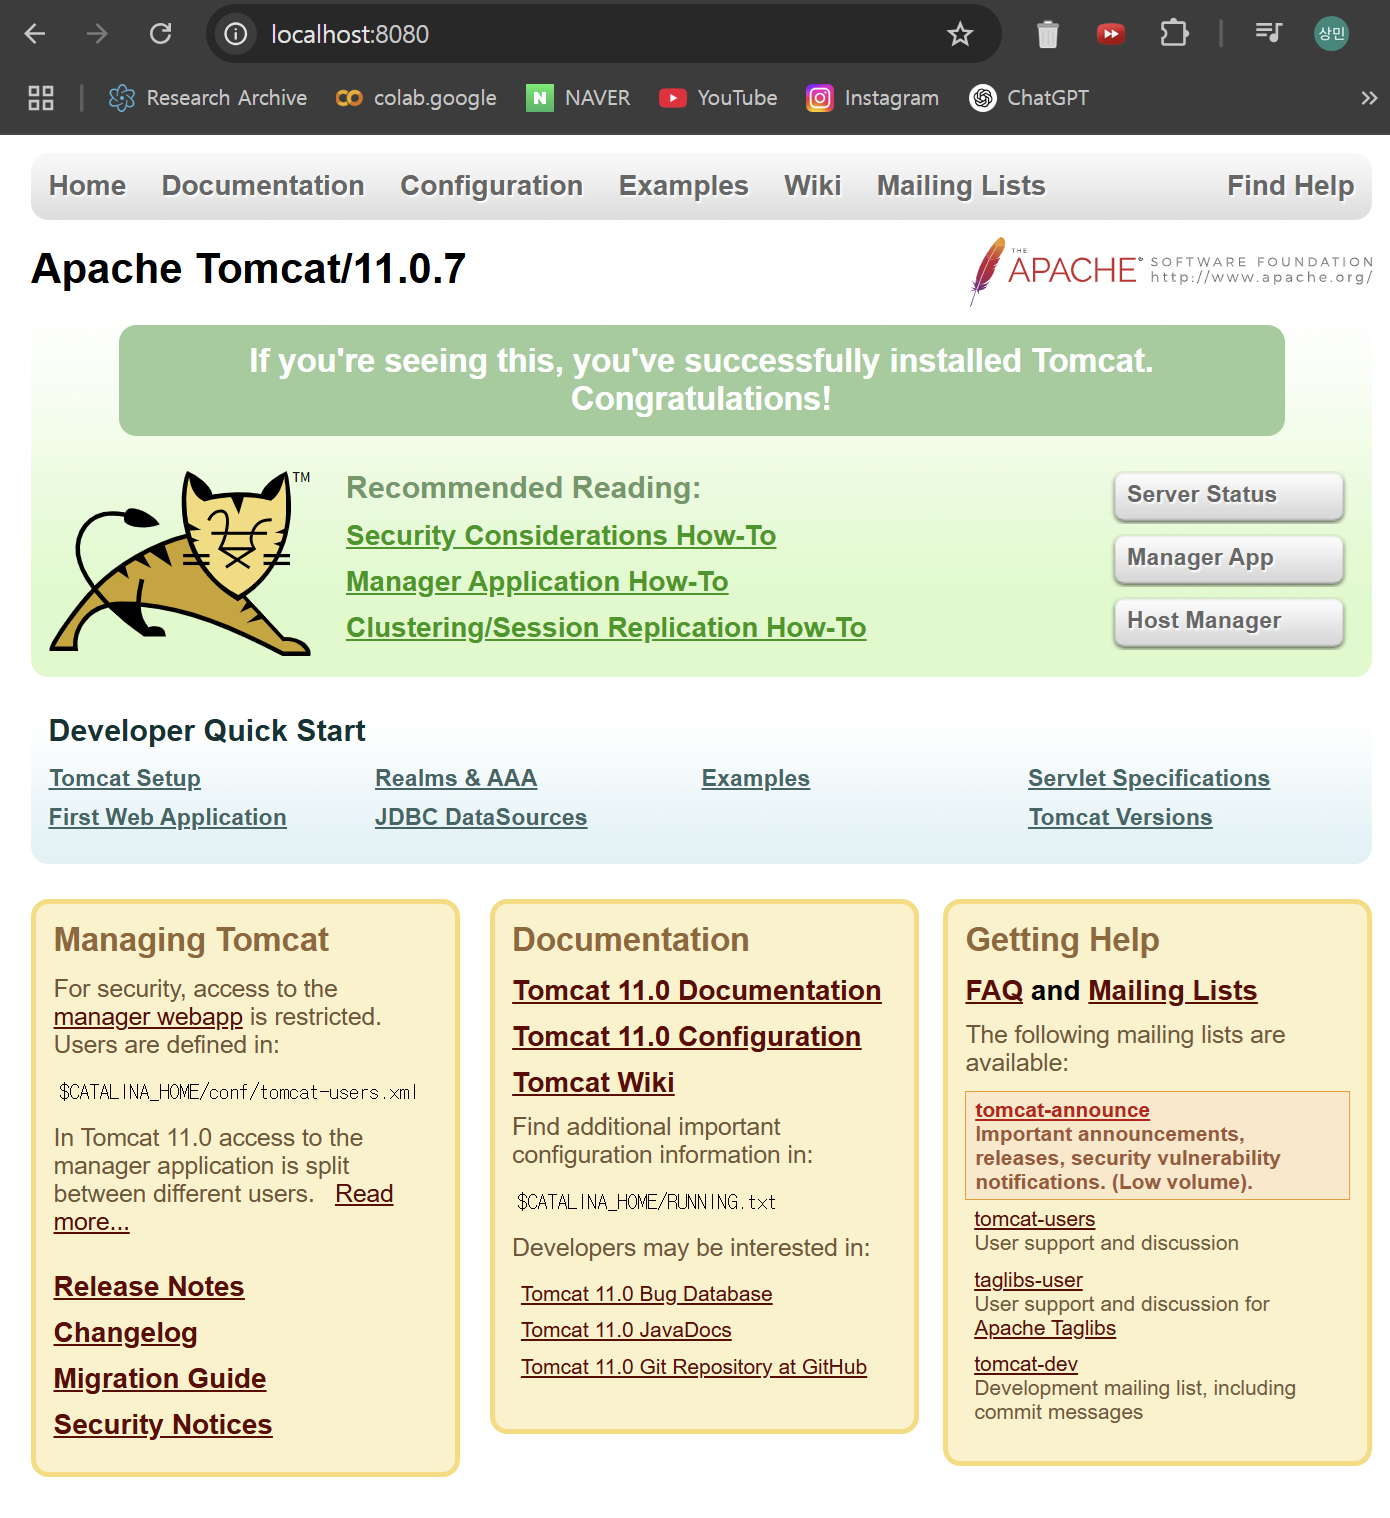 localhost:8080
상민
Research Archive
colab.google
NAVER
YouTube
Instagram
ChatGPT
Home
Documentation
Configuration
Examples
Wiki
Mailing Lists
Find Help
Apache Tomcat/11.0.7
THE
APACHE
SOFTWARE FOUNDATION
http://www.apache.org/
If you're seeing this, you've successfully installed Tomcat.
Congratulations!
TM
Recommended Reading:
Security Considerations How-To
Manager Application How-To
Clustering/Session Replication How-To
Server Status
Manager App
Host Manager
Developer Quick Start
Tomcat Setup
First Web Application
Realms & AAA
JDBC DataSources
Examples
Servlet Specifications
Tomcat Versions
Managing Tomcat
For security, access to the
manager webapp is restricted.
Users are defined in:
$CATALINA_HOME/conf/tomcat-users.xml
In Tomcat 11.0 access to the
manager application is split
between different users. Read
more...
Release Notes
Changelog
Migration Guide
Security Notices
Documentation
Tomcat 11.0 Documentation
Tomcat 11.0 Configuration
Tomcat Wiki
Find additional important
configuration information in:
$CATALINA_HOME/RUNNING.txt
Developers may be interested in:
Tomcat 11.0 Bug Database
Tomcat 11.0 JavaDocs
Tomcat 11.0 Git Repository at GitHub
Getting Help
FAQ and Mailing Lists
The following mailing lists are
available:
tomcat-announce
Important announcements,
releases, security vulnerability
notifications. (Low volume).
tomcat-users
User support and discussion
taglibs-user
User support and discussion for
Apache Taglibs
tomcat-dev
Development mailing list, including
commit messages